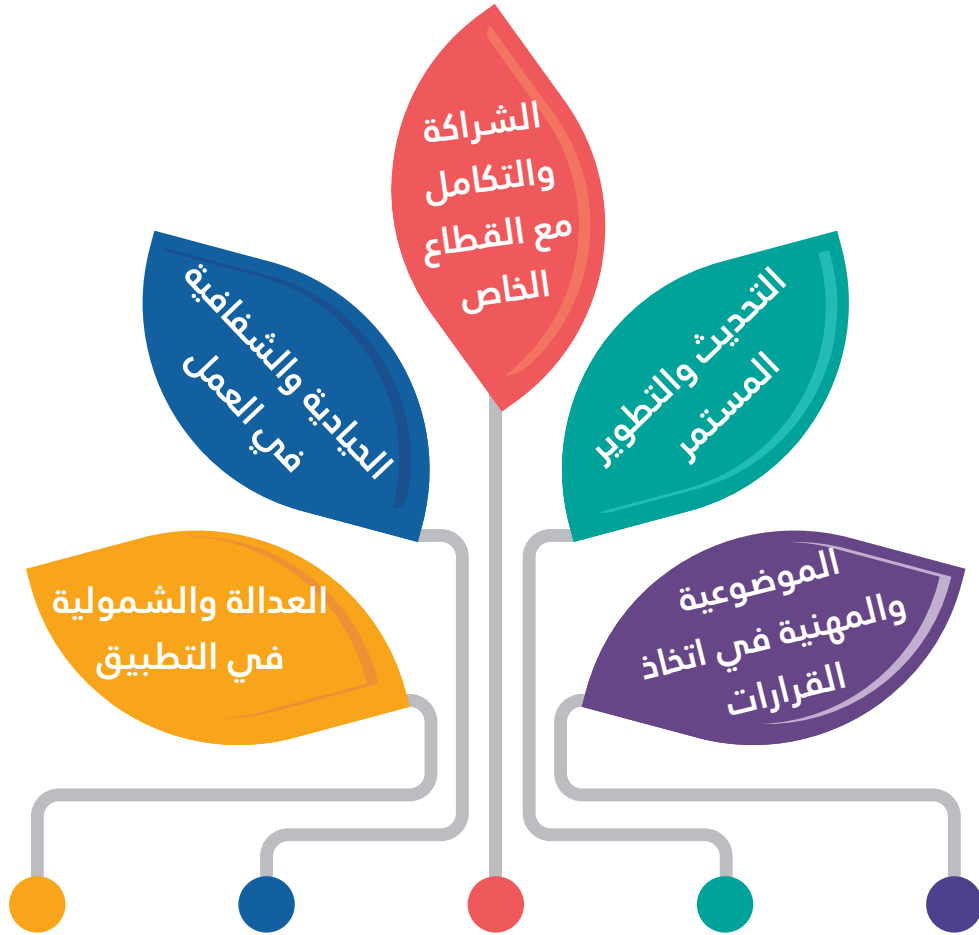 الشراكة
والتكامل
مع القطاع
الخاص
التحديث والتطوير
المستمر
الحيادية والشفافية
في العمل
الموضوعية
والمهنية في اتخاذ
القرارات
العدالة والشمولية
في التطبيق